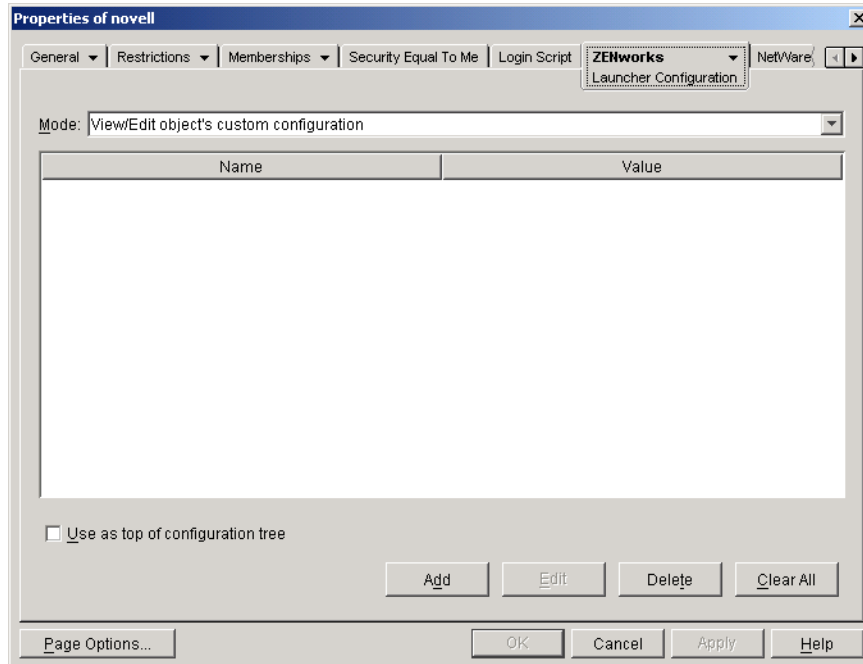 Properties of novell
General Restrictions Memberships Security Equal To Me Login Script ZENworks NetWare
Launcher Configuration
Mode: View/Edit object's custom configuration
Name Value
Use as top of configuration tree
Add Edit Delete Clear All
Page Options... OK Cancel Apply Help